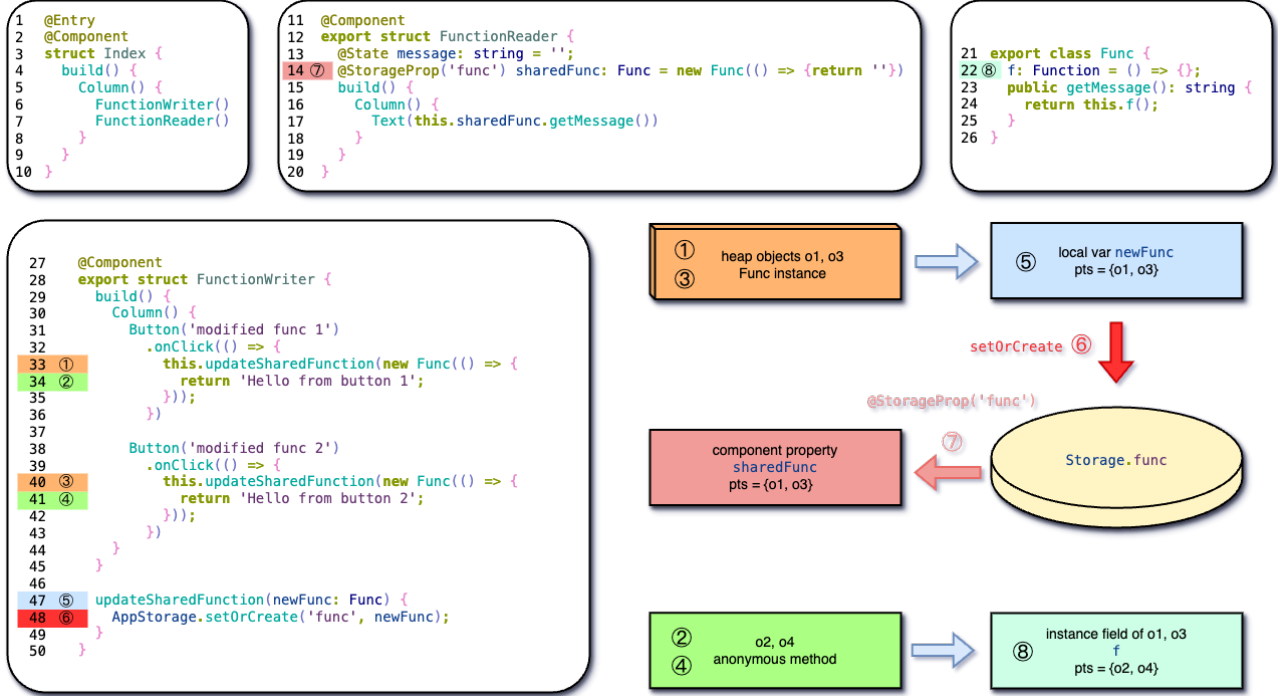 1 @Entry
2 @Component
3 struct Index {
4 build() {
5 Column() {
6 FunctionWriter()
7 FunctionReader()
8 }
9 }
10 }
11 @Component
12 export struct FunctionReader {
13 @State message: string = '';
14 ⑦ @StorageProp('func') sharedFunc: Func = new Func(() => {return ''})
15 build() {
16 Column() {
17 Text(this.sharedFunc.getMessage())
18 }
19 }
20 }
21 export class Func {
22 ⑧ f: Function = () => {};
23 public getMessage(): string {
24 return this.f();
25 }
26 }
27 @Component
28 export struct FunctionWriter {
29 build() {
30 Column() {
31 Button('modified func 1')
32 .onClick(() => {
33 ① this.updateSharedFunction(new Func(() => {
34 ② return 'Hello from button 1';
35 }));
36 })
37
38 Button('modified func 2')
39 .onClick(() => {
40 ③ this.updateSharedFunction(new Func(() => {
41 ④ return 'Hello from button 2';
42 }));
43 })
44 }
45 }
46
47 ⑤ updateSharedFunction(newFunc: Func) {
48 ⑥ AppStorage.setOrCreate('func', newFunc);
49 }
50 }
①
③
heap objects o1, o3
Func instance
⑤
local var newFunc
pts = {o1, o3}
setOrCreate ⑥
@StorageProp('func')
⑦
component property
sharedFunc
pts = {o1, o3}
Storage.func
②
④
o2, o4
anonymous method
⑧
instance field of o1, o3
f
pts = {o2, o4}